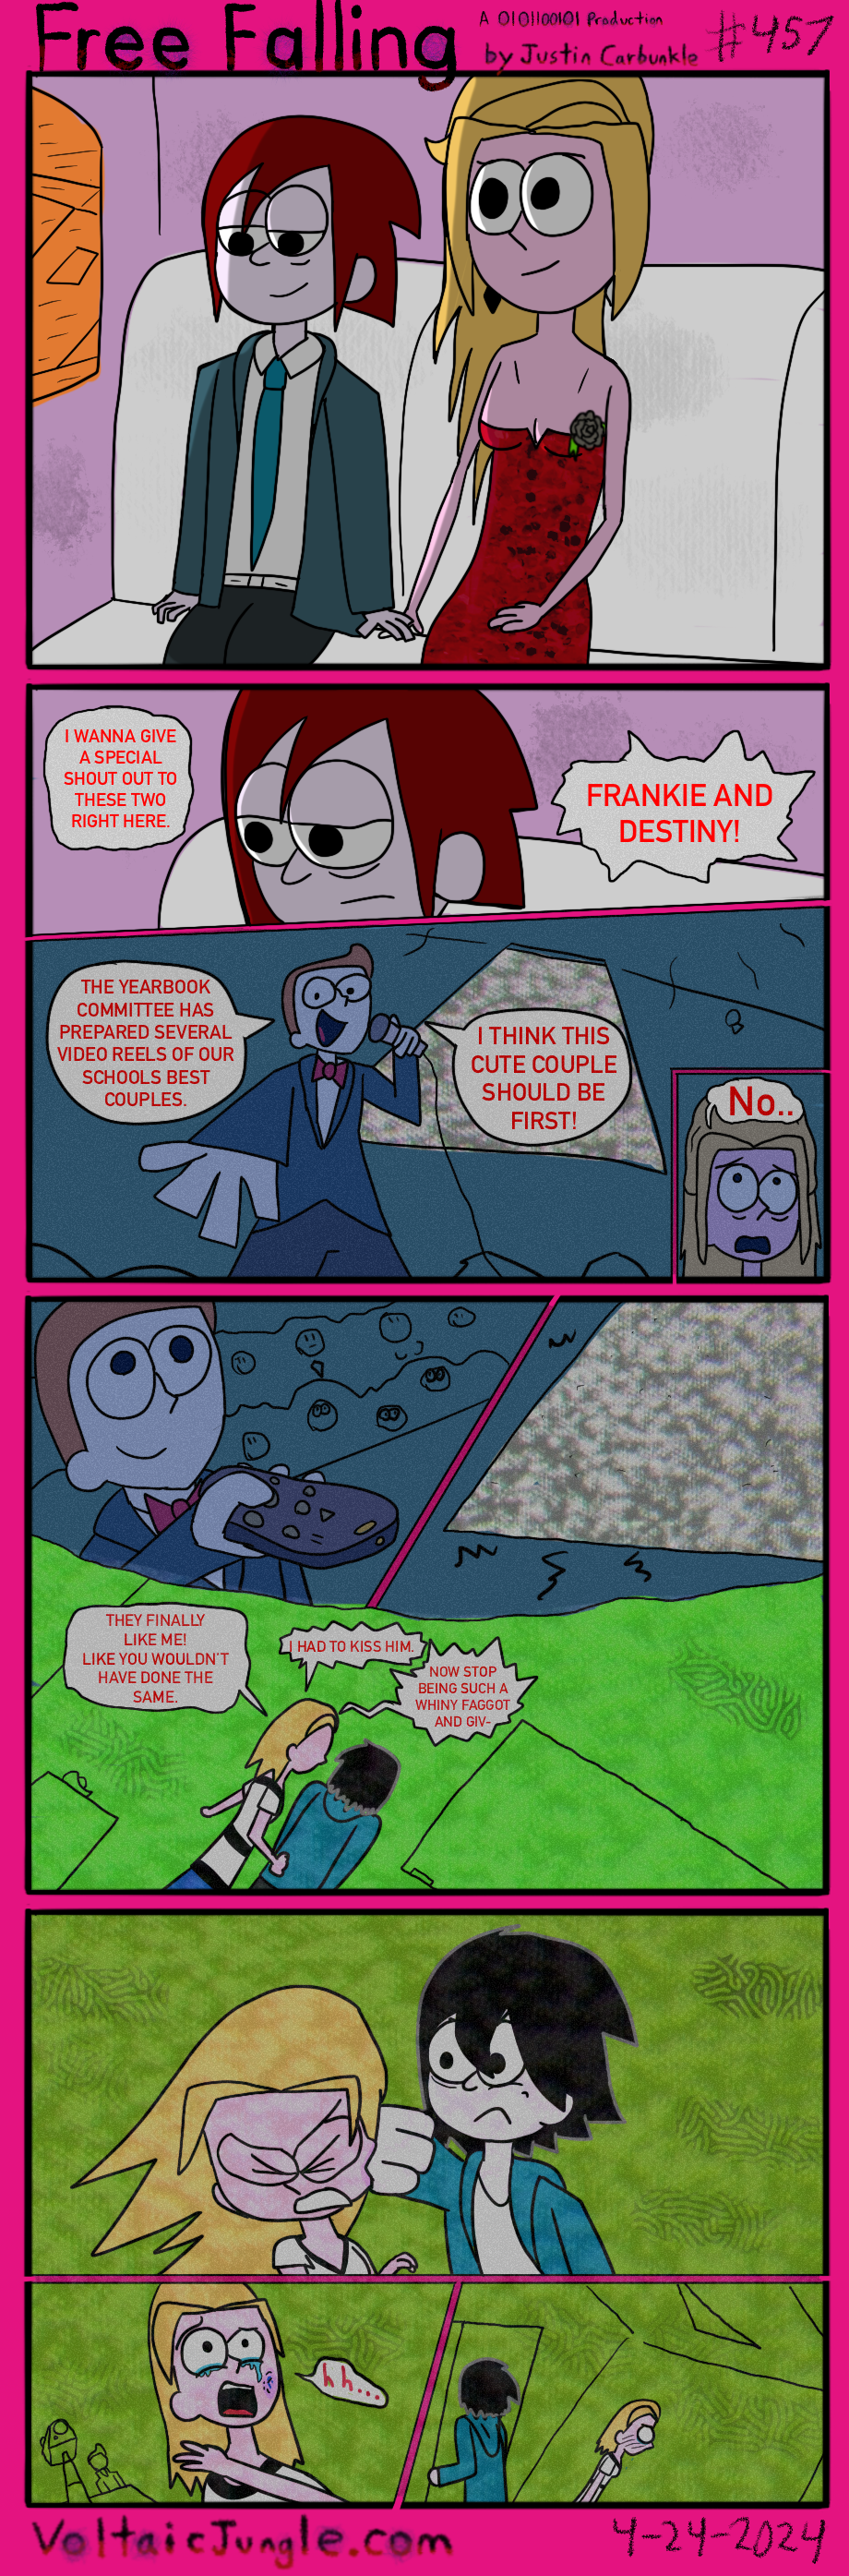 Free Falling
A 0101100101 Production
by Justin Carbunkle
#457
I WANNA GIVE
A SPECIAL
SHOUT OUT TO
THESE TWO
RIGHT HERE.
FRANKIE AND
DESTINY!
THE YEARBOOK
COMMITTEE HAS
PREPARED SEVERAL
VIDEO REELS OF OUR
SCHOOLS BEST
COUPLES.
I THINK THIS
CUTE COUPLE
SHOULD BE
FIRST!
No..
THEY FINALLY
LIKE ME!
LIKE YOU WOULDN'T
HAVE DONE THE
SAME.
I HAD TO KISS HIM.
NOW STOP
BEING SUCH A
WHINY FAGGOT
AND GIV-
hh...
VoltaicJungle.com
4-24-2024